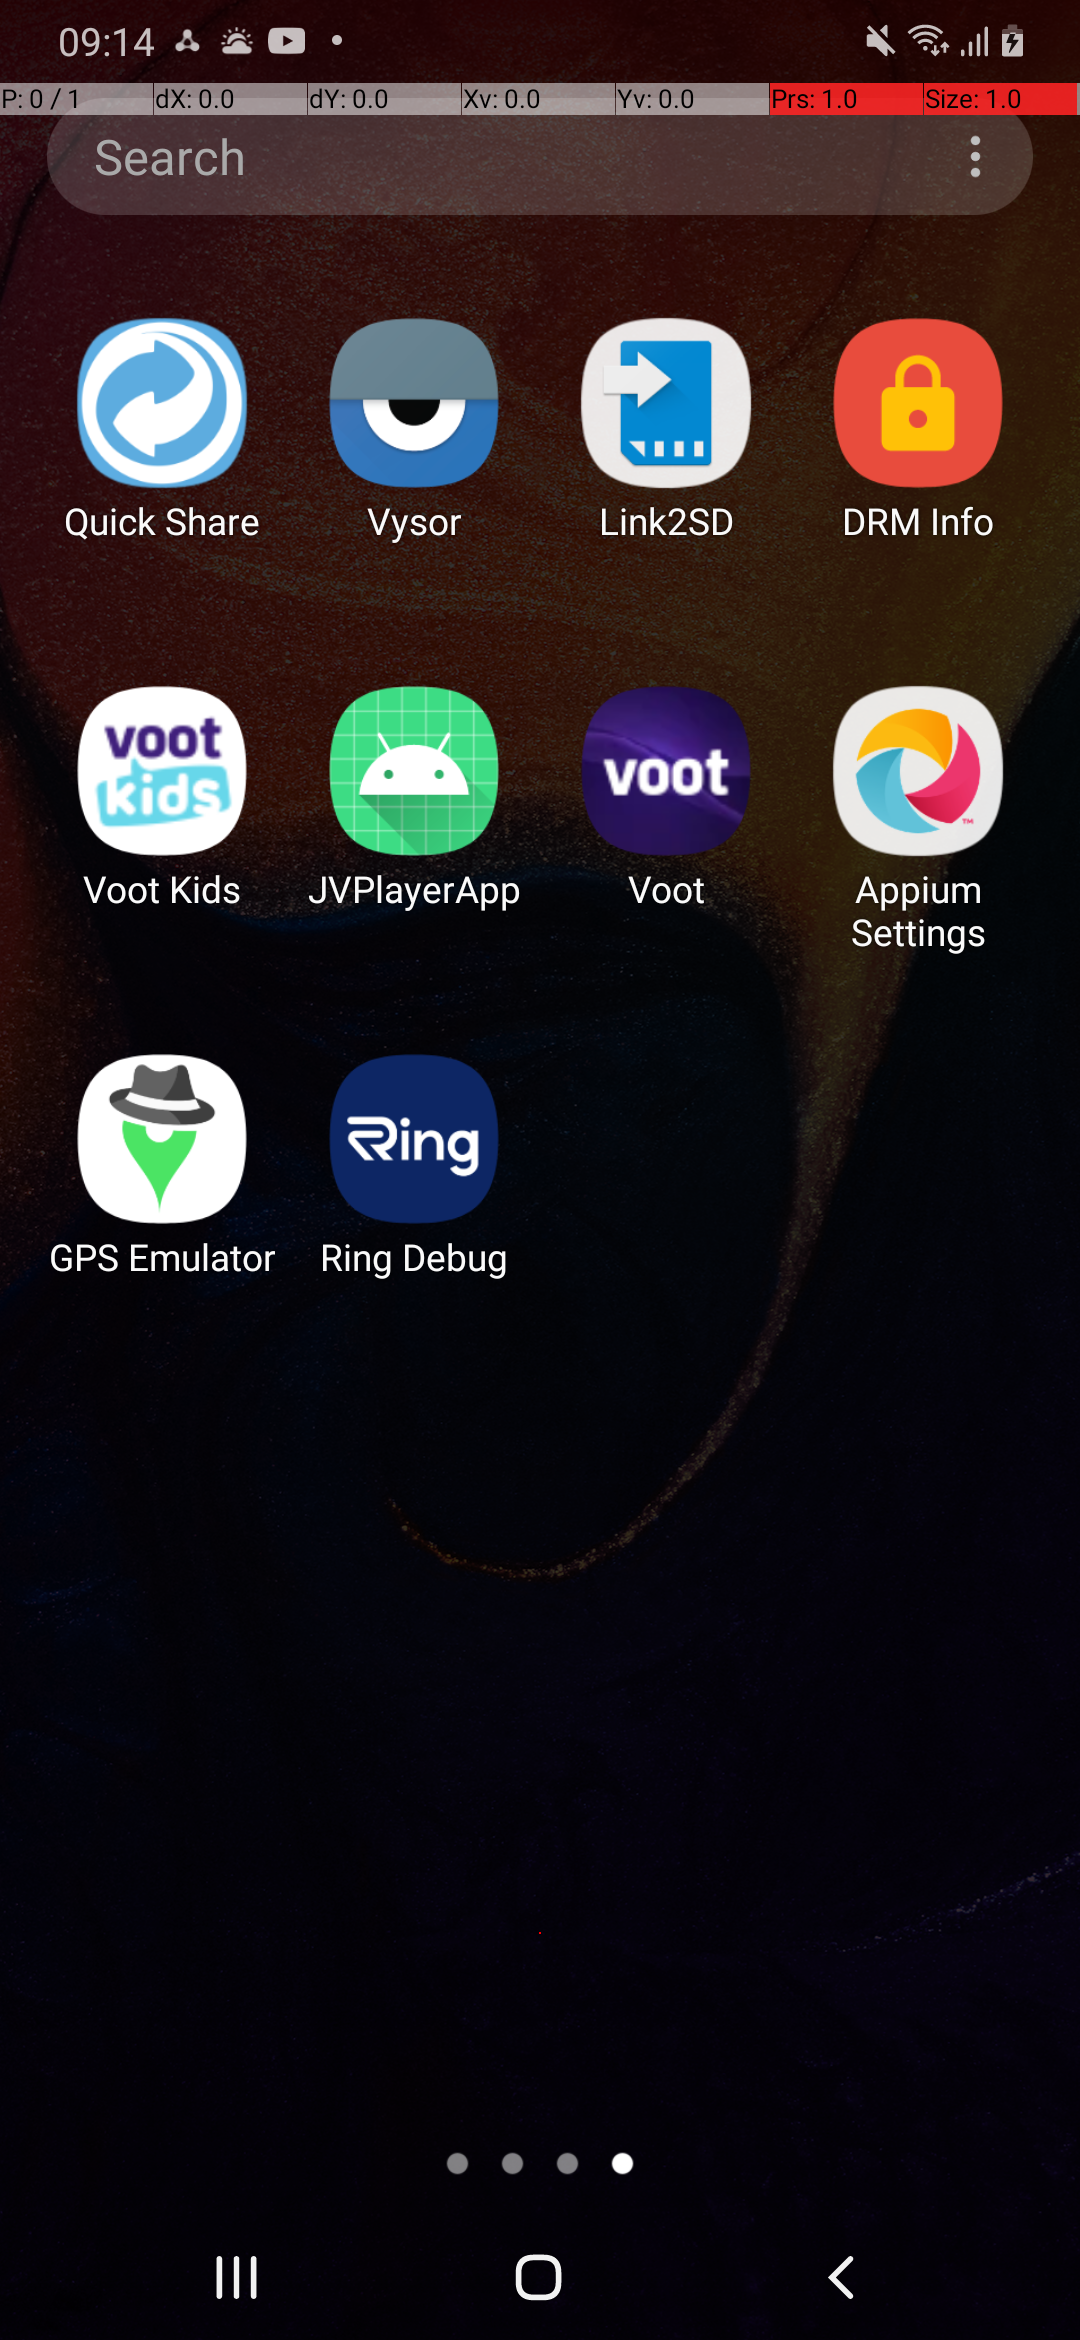 09:14
P: 0 / 1 dX: 0.0 dY: 0.0 Xv: 0.0 Yv: 0.0 Prs: 1.0 Size: 1.0
Search
Quick Share Vysor Link2SD DRM Info
voot
kids
voot
TM
Voot Kids JVPlayerApp Voot Appium
Settings
Ring
GPS Emulator Ring Debug